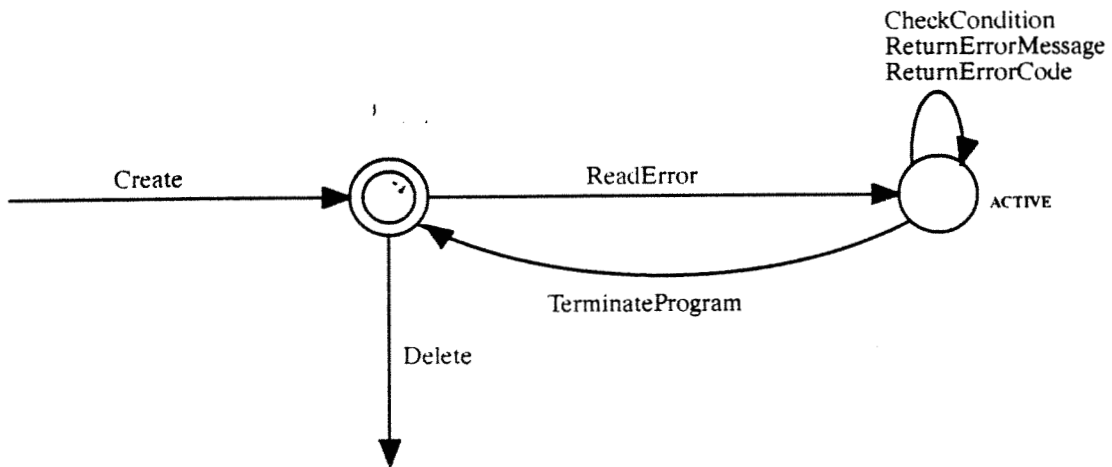 CheckCondition
ReturnErrorMessage
ReturnErrorCode
Create
ReadError
ACTIVE
TerminateProgram
Delete